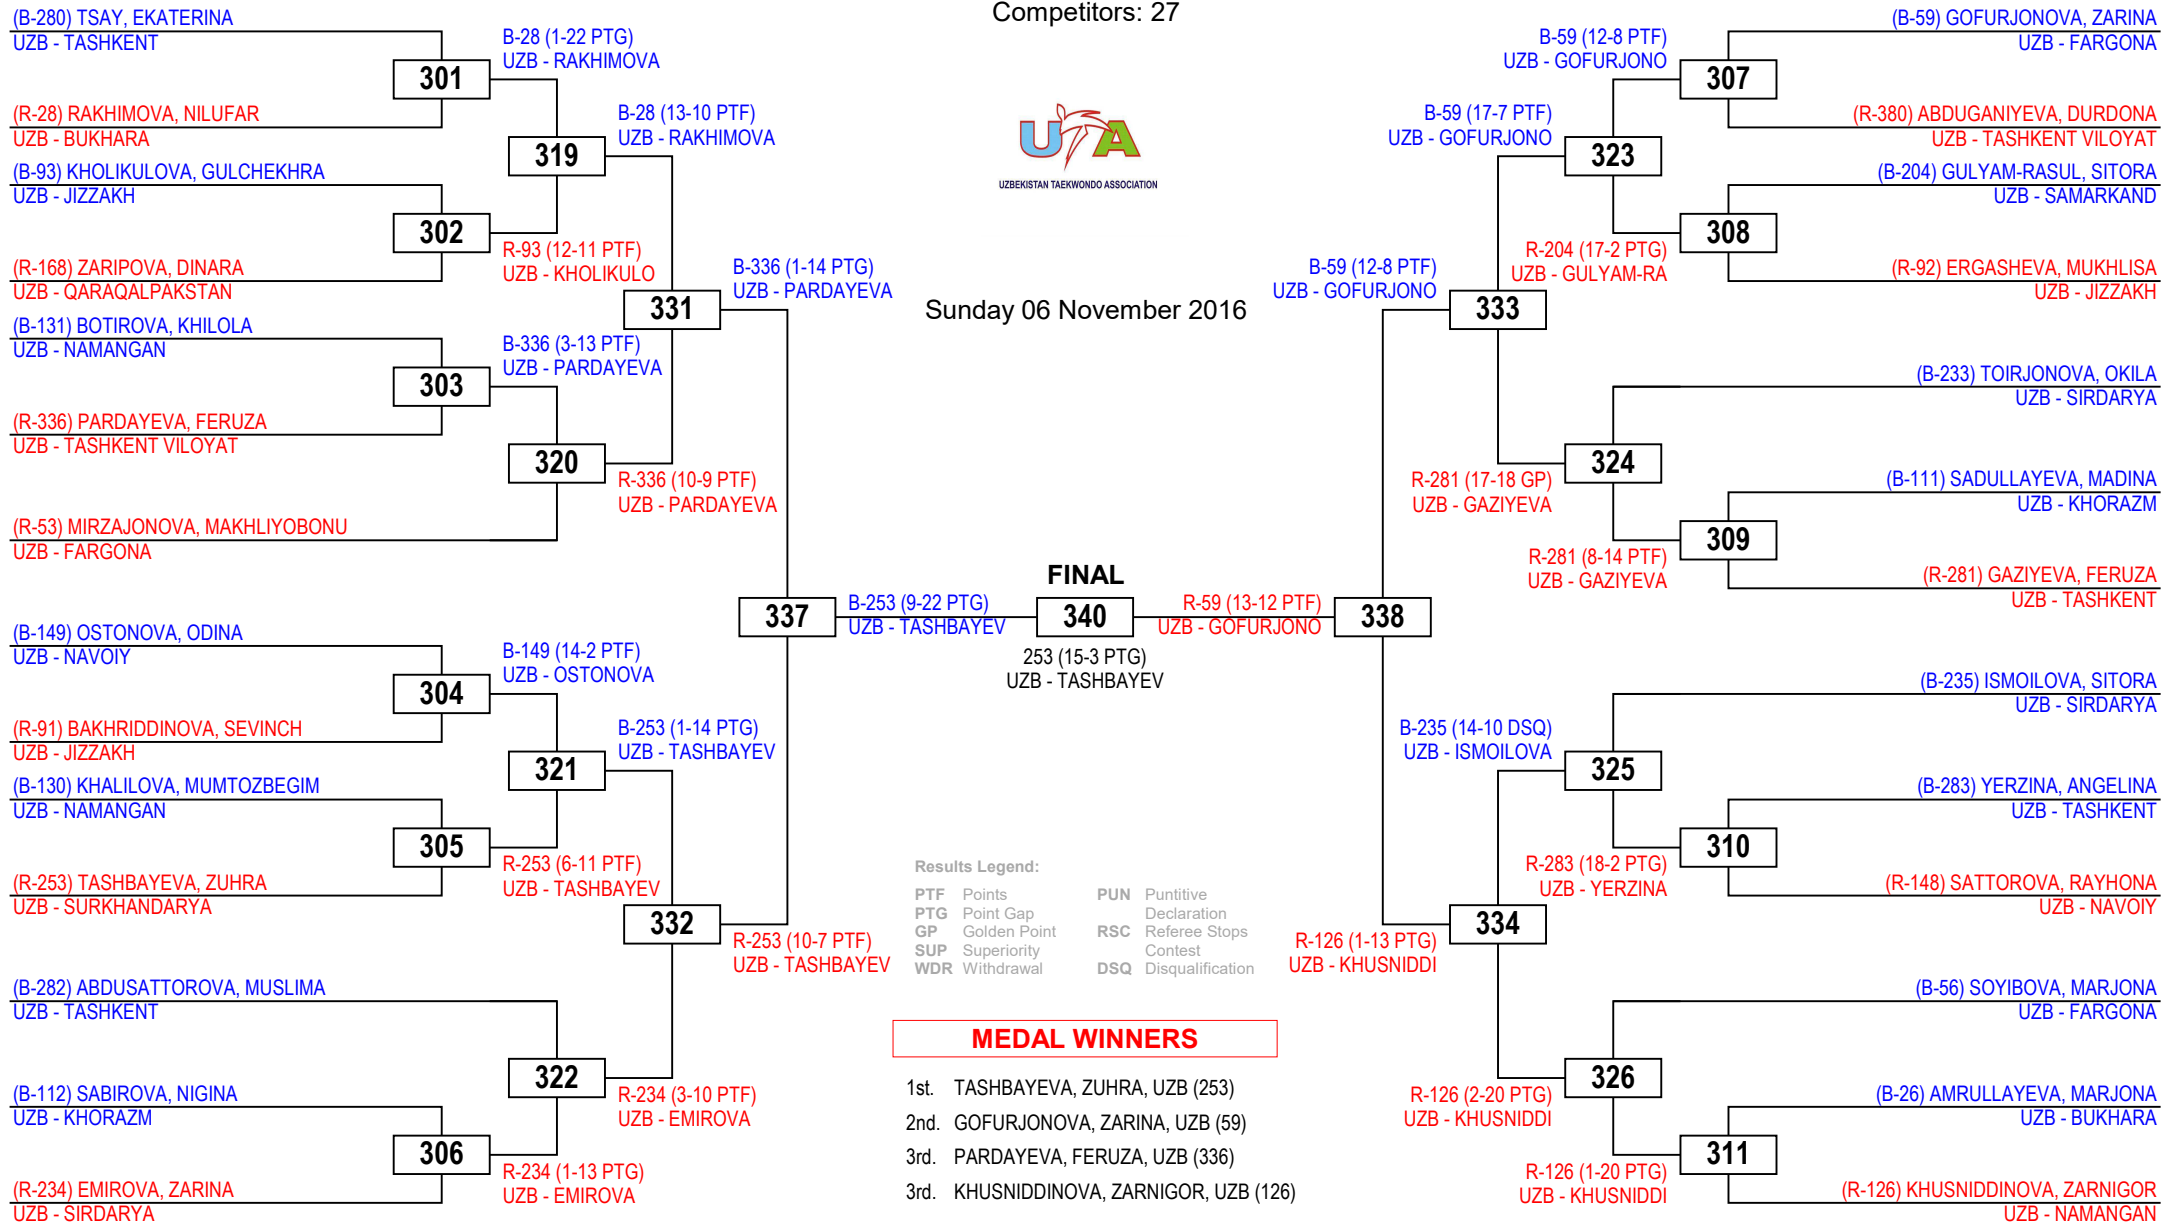 Competitors: 27
UTA
UZBEKISTAN TAEKWONDO ASSOCIATION
Sunday 06 November 2016
(B-280) TSAY, EKATERINA
UZB - TASHKENT
301
(R-28) RAKHIMOVA, NILUFAR
UZB - BUKHARA
(B-93) KHOLIKULOVA, GULCHEKHRA
UZB - JIZZAKH
302
(R-168) ZARIPOVA, DINARA
UZB - QARAQALPAKSTAN
(B-131) BOTIROVA, KHILOLA
UZB - NAMANGAN
303
(R-336) PARDAYEVA, FERUZA
UZB - TASHKENT VILOYAT
(R-53) MIRZAJONOVA, MAKHLIYOBONU
UZB - FARGONA
(B-149) OSTONOVA, ODINA
UZB - NAVOIY
304
(R-91) BAKHRIDDINOVA, SEVINCH
UZB - JIZZAKH
(B-130) KHALILOVA, MUMTOZBEGIM
UZB - NAMANGAN
305
(R-253) TASHBAYEVA, ZUHRA
UZB - SURKHANDARYA
(B-282) ABDUSATTOROVA, MUSLIMA
UZB - TASHKENT
(B-112) SABIROVA, NIGINA
UZB - KHORAZM
306
(R-234) EMIROVA, ZARINA
UZB - SIRDARYA
B-28 (1-22 PTG)
UZB - RAKHIMOVA
319
R-93 (12-11 PTF)
UZB - KHOLIKULO
B-336 (3-13 PTF)
UZB - PARDAYEVA
320
B-149 (14-2 PTF)
UZB - OSTONOVA
321
R-253 (6-11 PTF)
UZB - TASHBAYEV
322
R-234 (1-13 PTG)
UZB - EMIROVA
B-28 (13-10 PTF)
UZB - RAKHIMOVA
331
R-336 (10-9 PTF)
UZB - PARDAYEVA
B-253 (1-14 PTG)
UZB - TASHBAYEV
332
R-234 (3-10 PTF)
UZB - EMIROVA
B-336 (1-14 PTG)
UZB - PARDAYEVA
337
R-253 (10-7 PTF)
UZB - TASHBAYEV
B-253 (9-22 PTG)
UZB - TASHBAYEV
FINAL
340
253 (15-3 PTG)
UZB - TASHBAYEV
R-59 (13-12 PTF)
UZB - GOFURJONO
338
B-59 (12-8 PTF)
UZB - GOFURJONO
333
R-126 (1-13 PTG)
UZB - KHUSNIDDI
334
B-59 (17-7 PTF)
UZB - GOFURJONO
323
R-281 (17-18 GP)
UZB - GAZIYEVA
324
B-235 (14-10 DSQ)
UZB - ISMOILOVA
325
R-126 (2-20 PTG)
UZB - KHUSNIDDI
326
B-59 (12-8 PTF)
UZB - GOFURJONO
R-204 (17-2 PTG)
UZB - GULYAM-RA
R-281 (8-14 PTF)
UZB - GAZIYEVA
R-283 (18-2 PTG)
UZB - YERZINA
R-126 (1-20 PTG)
UZB - KHUSNIDDI
(B-59) GOFURJONOVA, ZARINA
UZB - FARGONA
307
(R-380) ABDUGANIYEVA, DURDONA
UZB - TASHKENT VILOYAT
(B-204) GULYAM-RASUL, SITORA
UZB - SAMARKAND
308
(R-92) ERGASHEVA, MUKHLISA
UZB - JIZZAKH
(B-233) TOIRJONOVA, OKILA
UZB - SIRDARYA
(B-111) SADULLAYEVA, MADINA
UZB - KHORAZM
309
(R-281) GAZIYEVA, FERUZA
UZB - TASHKENT
(B-235) ISMOILOVA, SITORA
UZB - SIRDARYA
(B-283) YERZINA, ANGELINA
UZB - TASHKENT
310
(R-148) SATTOROVA, RAYHONA
UZB - NAVOIY
(B-56) SOYIBOVA, MARJONA
UZB - FARGONA
(B-26) AMRULLAYEVA, MARJONA
UZB - BUKHARA
311
(R-126) KHUSNIDDINOVA, ZARNIGOR
UZB - NAMANGAN
Results Legend:
PTF Points PUN Puntitive
PTG Point Gap Declaration
GP Golden Point RSC Referee Stops
SUP Superiority Contest
WDR Withdrawal DSQ Disqualification
MEDAL WINNERS
1st. TASHBAYEVA, ZUHRA, UZB (253)
2nd. GOFURJONOVA, ZARINA, UZB (59)
3rd. PARDAYEVA, FERUZA, UZB (336)
3rd. KHUSNIDDINOVA, ZARNIGOR, UZB (126)